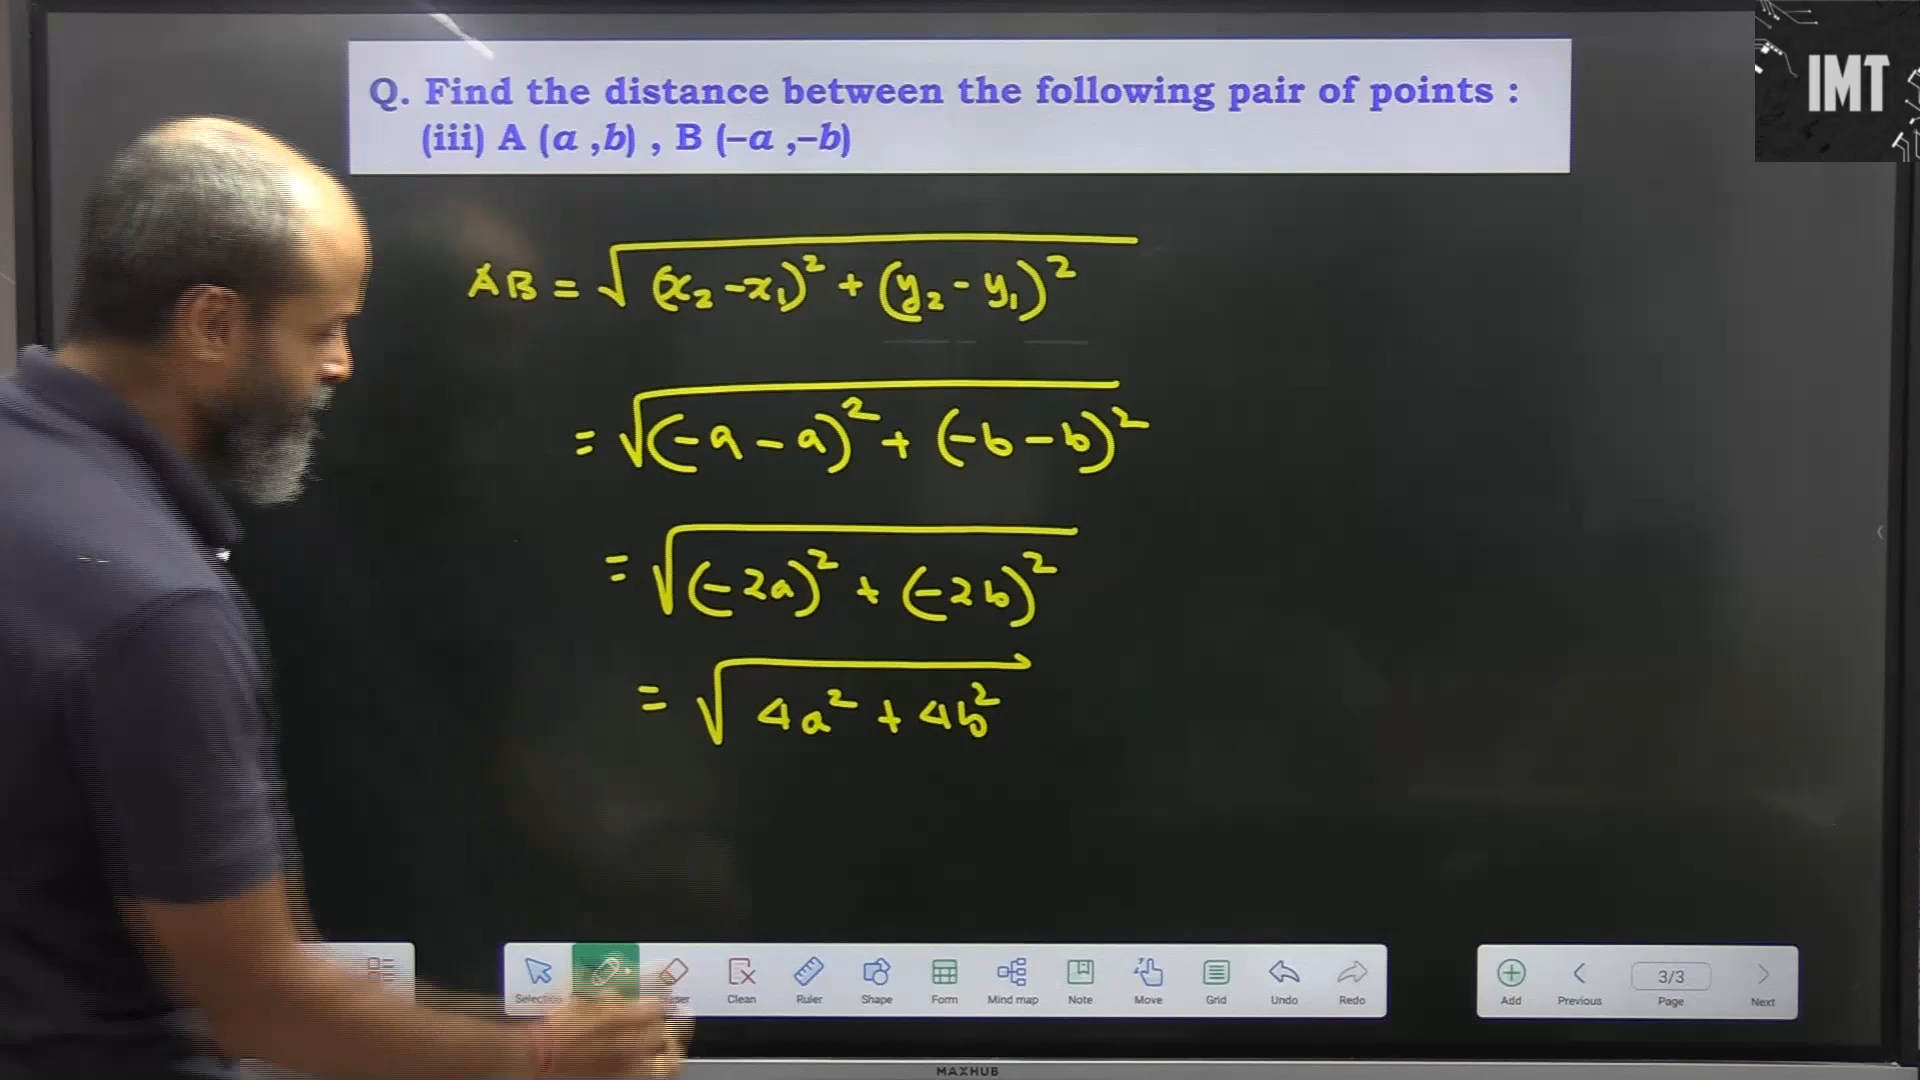 Q. Find the distance between the following pair of points :
(iii) A (a ,b) , B (–a ,–b)
IMT
AB = √(x₂-x₁)² + (y₂-y₁)²
= √(-a-a)² + (-b-b)²
= √(-2a)² + (-2b)²
= √4a² + 4b²
Selection Clean Ruler Shape Form Mind map Note Move Grid Undo Redo
Add Previous 3/3 Page Next
MAXHUB